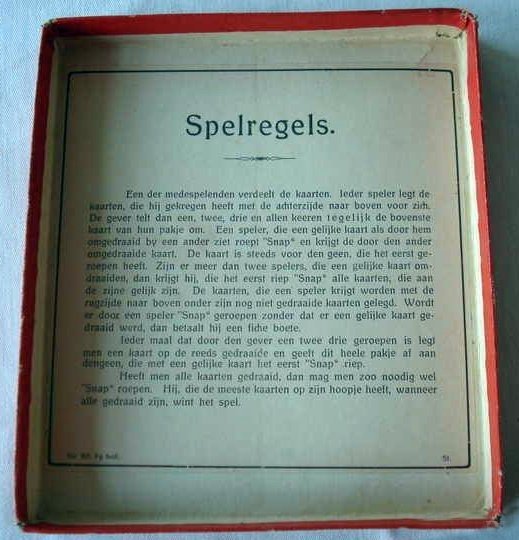 Spelregels.
Een der medespelenden verdeelt de kaarten. Ieder speler legt de
kaarten, die hij gekregen heeft met de achterzijde naar boven voor zich.
De gever telt dan een, twee, drie en allen keeren tegelijk de bovenste
kaart van hun pakje om. Een speler, die een gelijke kaart als door hem
omgedraaid by een ander ziet roept "Snap" en krijgt de door den ander
omgedraaide kaart. De kaart is steeds voor den geen, die het eerst ge-
roepen heeft. Zijn er meer dan twee spelers, die een gelijke kaart om-
draaiden, dan krijgt hij, die het eerst riep "Snap" alle kaarten, die aan
de zijne gelijk zijn. De kaarten, die een speler krijgt worden met de
rugzijde naar boven onder zijn nog niet gedraaide kaarten gelegd. Wordt
er door een speler "Snap" geroepen zonder dat er een gelijke kaart ge-
draaid werd, dan betaalt hij een fiche boete.
Ieder maal dat door den gever een twee drie geroepen is legt
men een kaart op de reeds gedraaide en geeft dit heele pakje af aan
dengeen, die met een gelijke kaart het eerst "Snap" riep.
Heeft men alle kaarten gedraaid, dan mag men zoo noodig wel
"Snap" roepen. Hij, die de meeste kaarten op zijn hoopje heeft, wanneer
alle gedraaid zijn, wint het spel.
St.